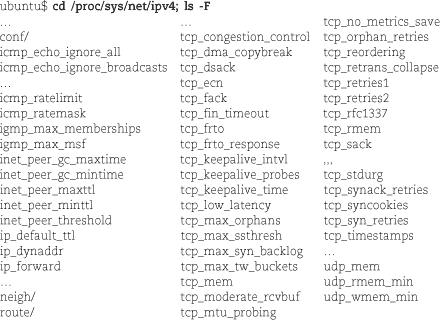 ubuntu$ cd /proc/sys/net/ipv4; ls -F
... ... tcp_no_metrics_save
conf/ tcp_congestion_control tcp_orphan_retries
icmp_echo_ignore_all tcp_dma_copybreak tcp_reordering
icmp_echo_ignore_broadcasts tcp_dsack tcp_retrans_collapse
... tcp_ecn tcp_retries1
icmp_ratelimit tcp_fack tcp_retries2
icmp_ratemask tcp_fin_timeout tcp_rfc1337
igmp_max_memberships tcp_frto tcp_rmem
igmp_max_msf tcp_frto_response tcp_sack
inet_peer_gc_maxtime tcp_keepalive_intvl ,,,
inet_peer_gc_mintime tcp_keepalive_probes tcp_stdurg
inet_peer_maxttl tcp_keepalive_time tcp_synack_retries
inet_peer_minttl tcp_low_latency tcp_syncookies
inet_peer_threshold tcp_max_orphans tcp_syn_retries
ip_default_ttl tcp_max_ssthresh tcp_timestamps
ip_dynaddr tcp_max_syn_backlog ...
ip_forward tcp_max_tw_buckets udp_mem
... tcp_mem udp_rmem_min
neigh/ tcp_moderate_rcvbuf udp_wmem_min
route/ tcp_mtu_probing